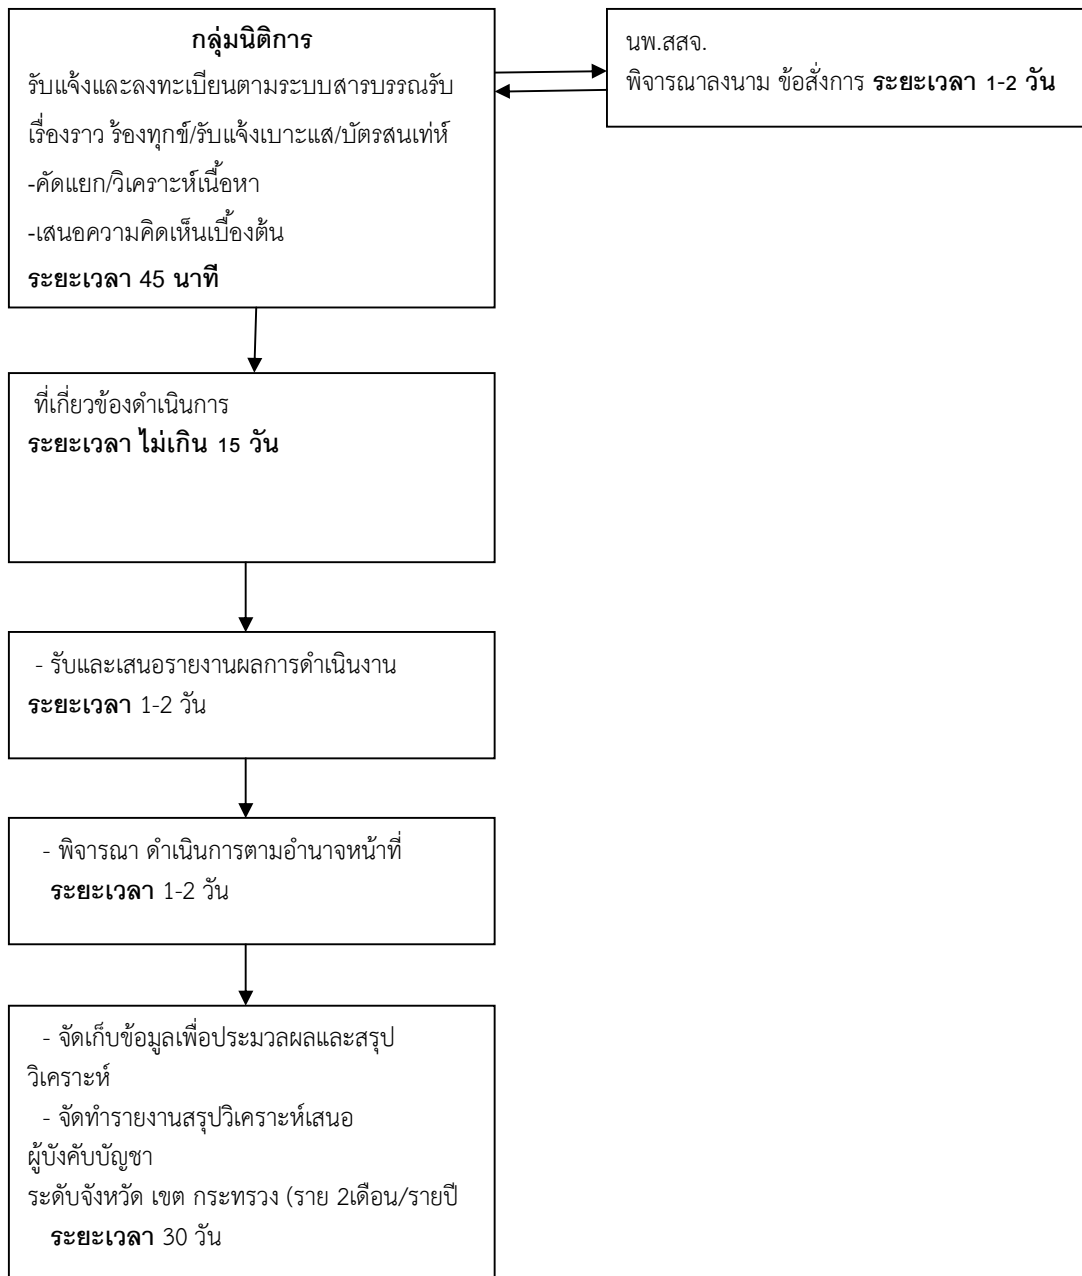 กลุ่มนิติการ
รับแจ้งและลงทะเบียนตามระบบสารบรรณรับ
เรื่องราว ร้องทุกข์/รับแจ้งเบาะแส/บัตรสนเท่ห์
-คัดแยก/วิเคราะห์เนื้อหา
-เสนอความคิดเห็นเบื้องต้น
ระยะเวลา 45 นาที
นพ.สสจ.
พิจารณาลงนาม ข้อสั่งการ ระยะเวลา 1-2 วัน
ที่เกี่ยวข้องดำเนินการ
ระยะเวลา ไม่เกิน 15 วัน
- รับและเสนอรายงานผลการดำเนินงาน
ระยะเวลา 1-2 วัน
- พิจารณา ดำเนินการตามอำนาจหน้าที่
ระยะเวลา 1-2 วัน
- จัดเก็บข้อมูลเพื่อประมวลผลและสรุป
วิเคราะห์
- จัดทำรายงานสรุปวิเคราะห์เสนอ
ผู้บังคับบัญชา
ระดับจังหวัด เขต กระทรวง (ราย 2เดือน/รายปี
ระยะเวลา 30 วัน